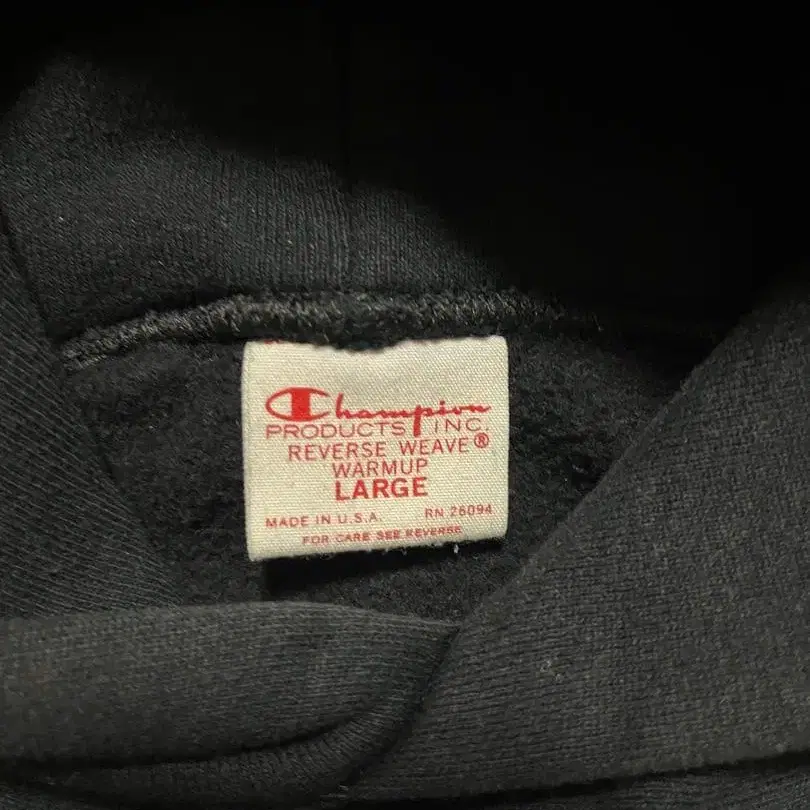 Champion
PRODUCTS INC.
REVERSE WEAVE®
WARMUP
LARGE
MADE IN U.S.A. RN 26094
FOR CARE SEE REVERSE